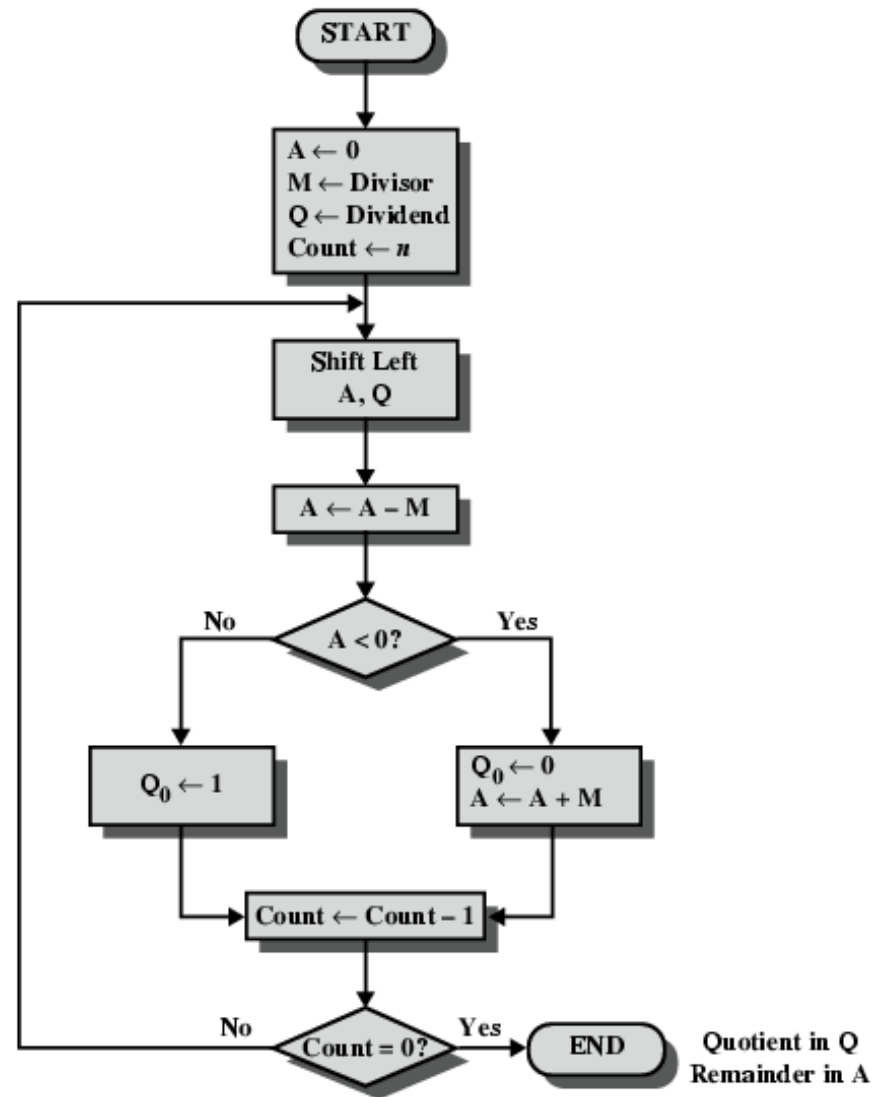 START
A ← 0
M ← Divisor
Q ← Dividend
Count ← n
Shift Left
A, Q
A ← A – M
No
A < 0?
Yes
Q₀ ← 1
Q₀ ← 0
A ← A + M
Count ← Count – 1
No
Count = 0?
Yes
END
Quotient in Q
Remainder in A